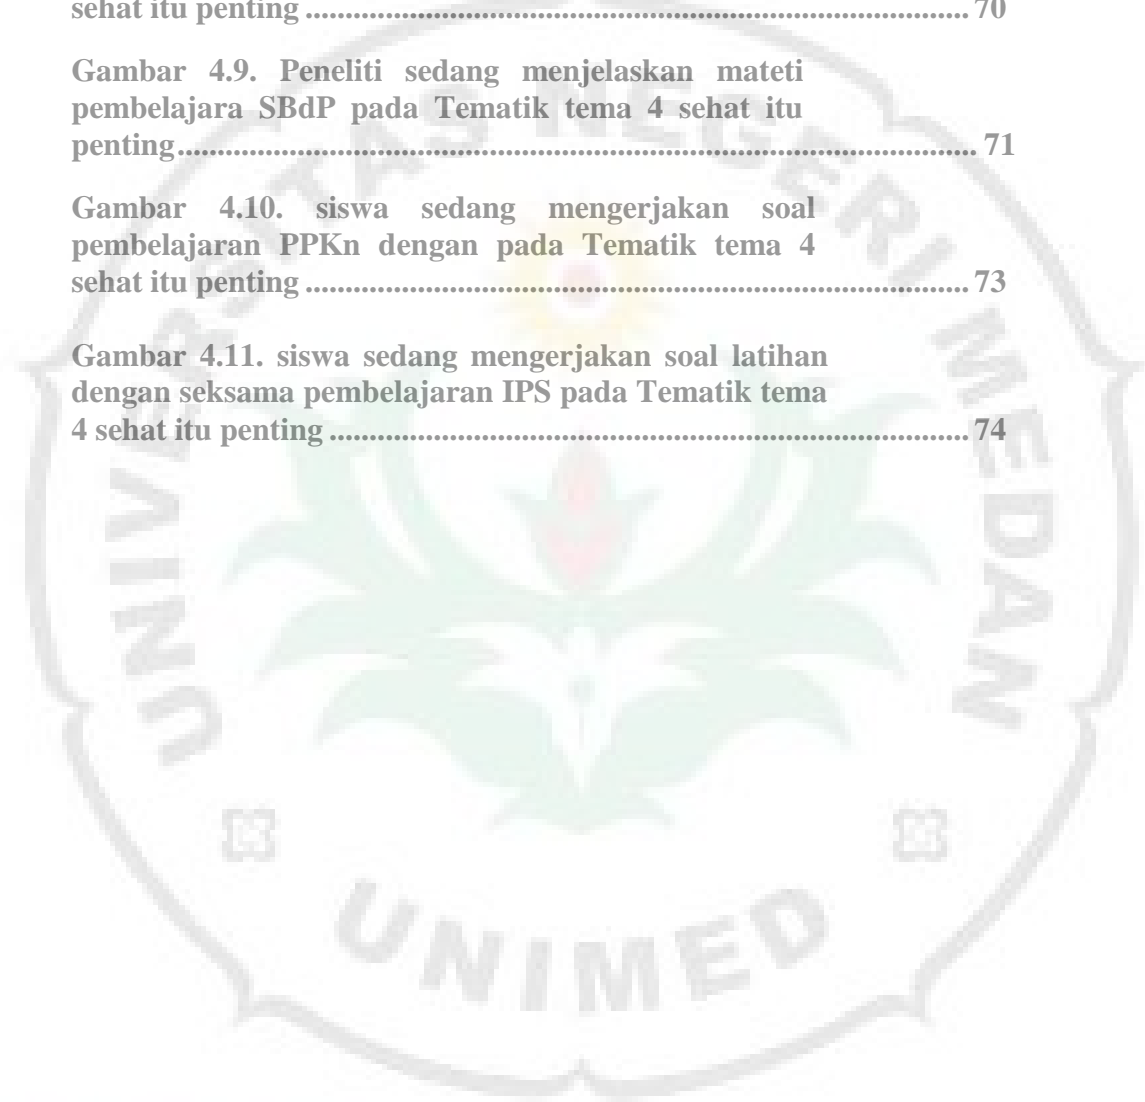 sehat itu penting .................................................................................... 70
Gambar 4.9. Peneliti sedang menjelaskan mateti
pembelajara SBdP pada Tematik tema 4 sehat itu
penting..................................................................................................... 71
Gambar 4.10. siswa sedang mengerjakan soal
pembelajaran PPKn dengan pada Tematik tema 4
sehat itu penting .................................................................................... 73
Gambar 4.11. siswa sedang mengerjakan soal latihan
dengan seksama pembelajaran IPS pada Tematik tema
4 sehat itu penting ................................................................................. 74
UNIVERSITAS NEGERI MEDAN
UNIMED